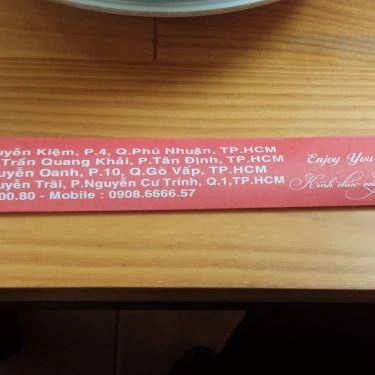 uyễn Kiệm, P.4, Q.Phú Nhuận, TP.HCM
Trần Quang Khải, P.Tân Định, TP.HCM
uyễn Oanh, P.10, Q.Gò Vấp, TP.HCM
uyễn Trãi, P.Nguyễn Cư Trinh, Q.1,TP.HCM
00.80 - Mobile : 0908.6666.57
Enjoy You
Kính chúc